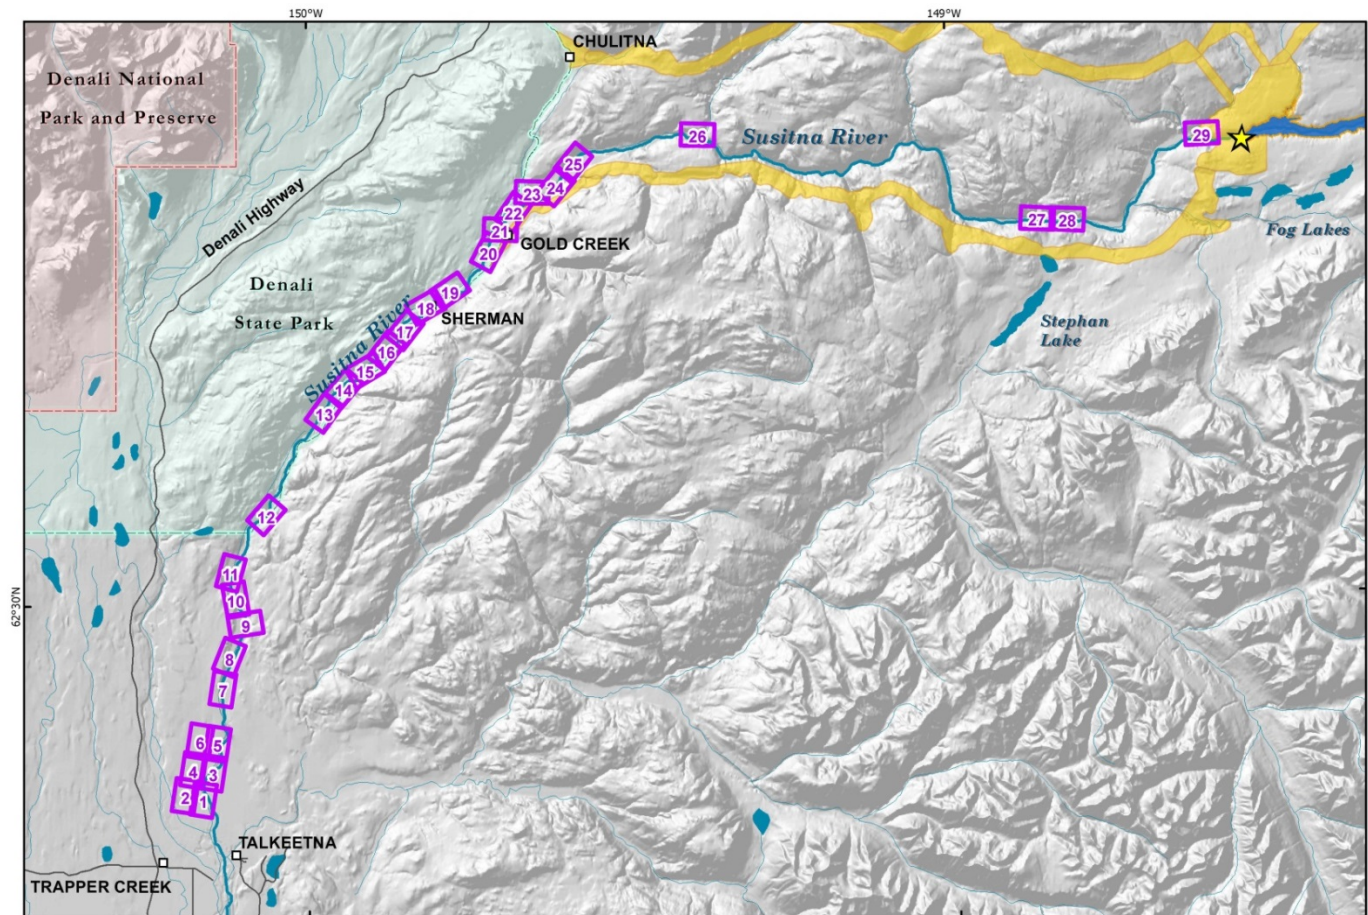 150°W
149°W
CHULITNA
Denali National
Park and Preserve
26
Susitna River
29
25
24
23
22
21
Denali Highway
27
28
GOLD CREEK
Fog Lakes
20
Denali
State Park
19
18
SHERMAN
17
Stephan
Lake
Susitna River
16
15
14
13
12
11
62°30'N
10
9
8
7
6
5
4
3
2
1
TALKEETNA
TRAPPER CREEK